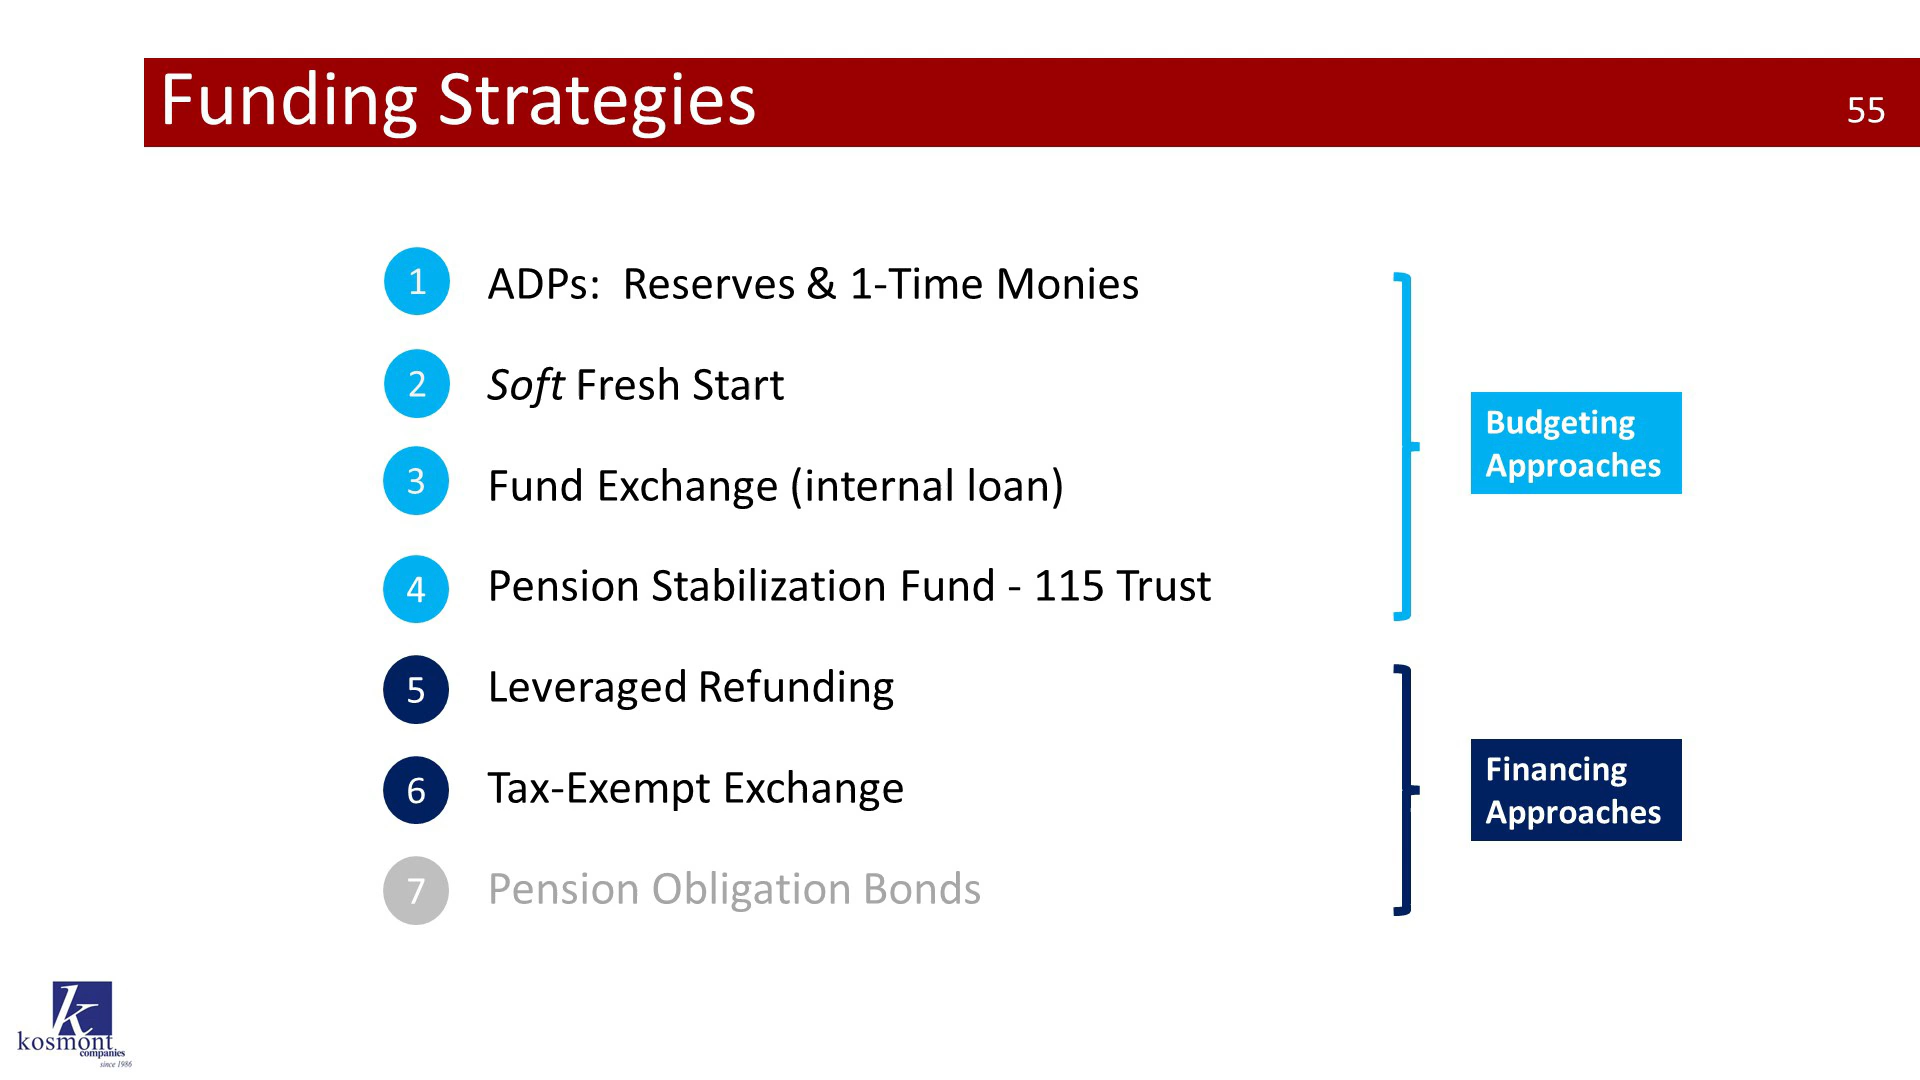 Funding Strategies
55
1 ADPs: Reserves & 1-Time Monies
2 Soft Fresh Start
3 Fund Exchange (internal loan)
4 Pension Stabilization Fund - 115 Trust
Budgeting
Approaches
5 Leveraged Refunding
6 Tax-Exempt Exchange
7 Pension Obligation Bonds
Financing
Approaches
k
kosmont
companies
since 1986